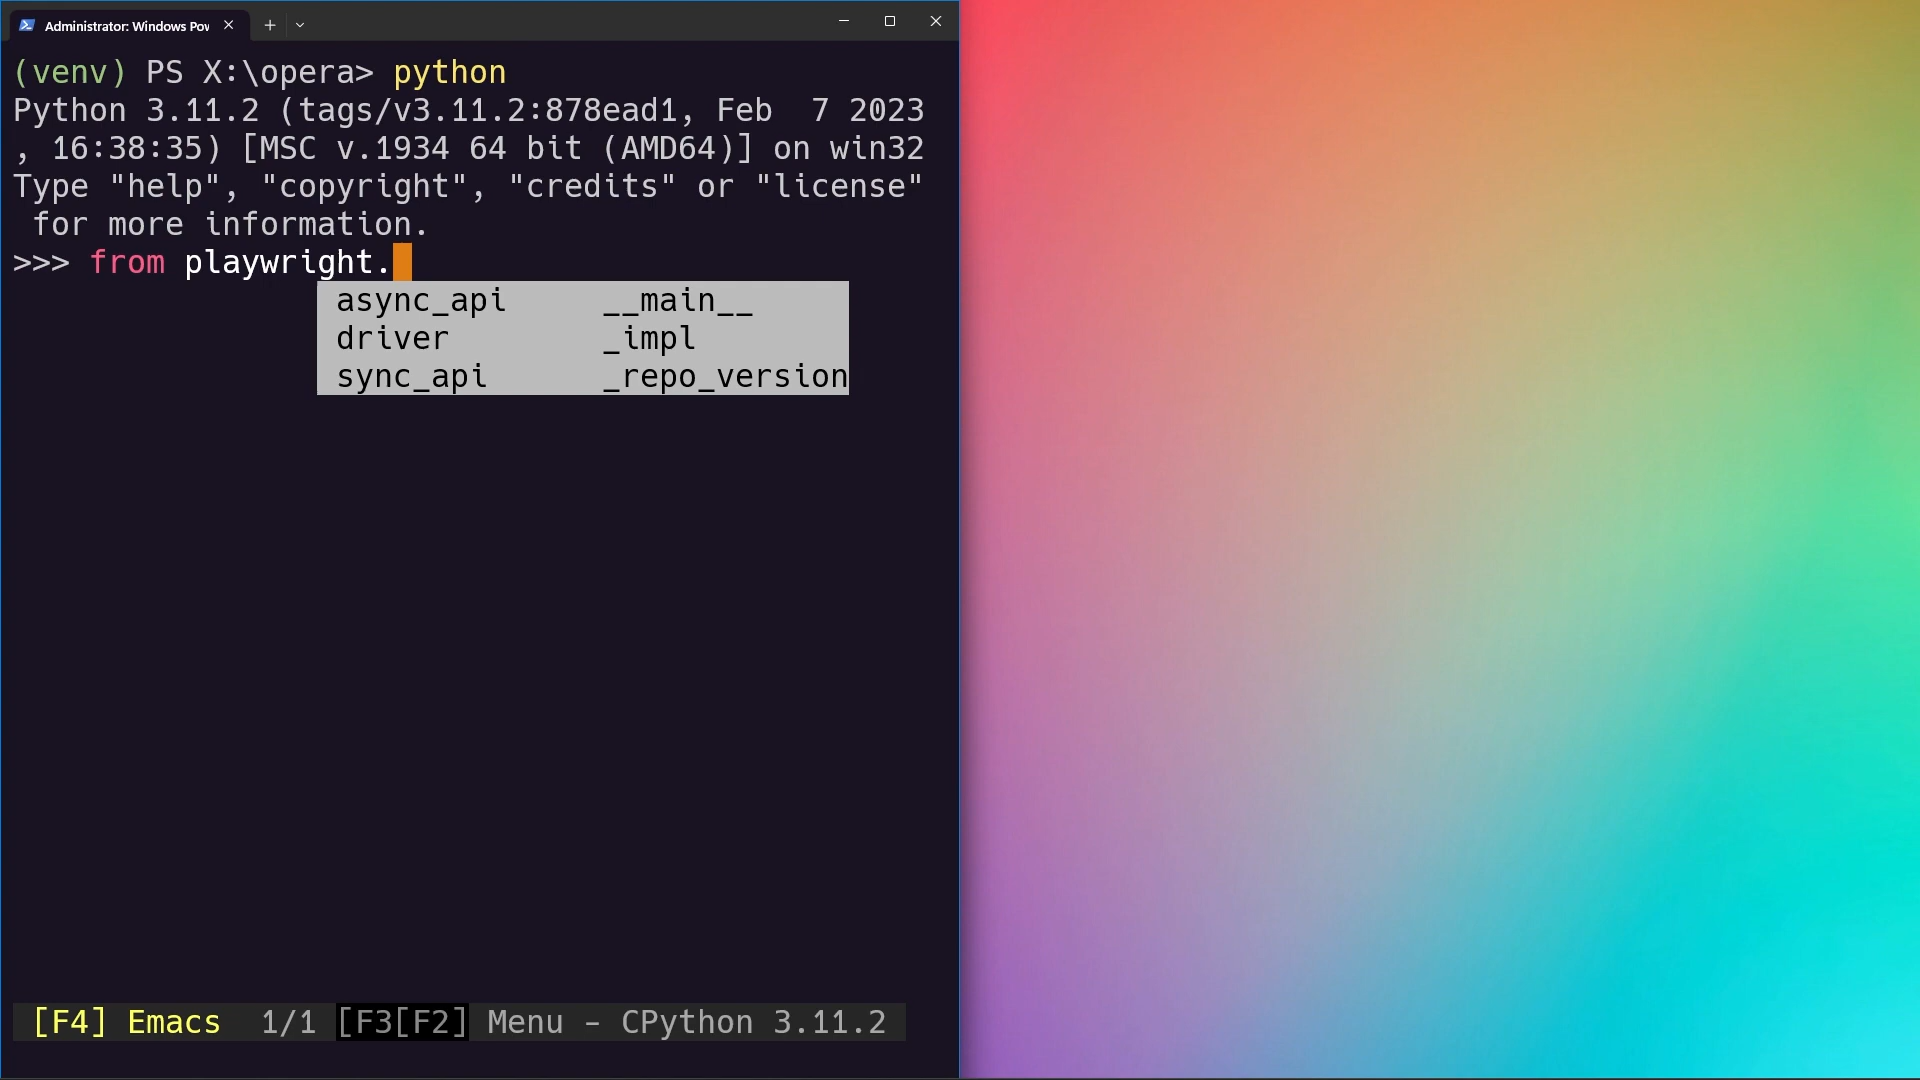 Administrator: Windows Pow
(venv) PS X:\opera> python
Python 3.11.2 (tags/v3.11.2:878ead1, Feb  7 2023
, 16:38:35) [MSC v.1934 64 bit (AMD64)] on win32
Type "help", "copyright", "credits" or "license"
 for more information.
>>> from playwright.
async_api     __main__
driver        _impl
sync_api      _repo_version
[F4] Emacs  1/1 [F3[F2] Menu - CPython 3.11.2